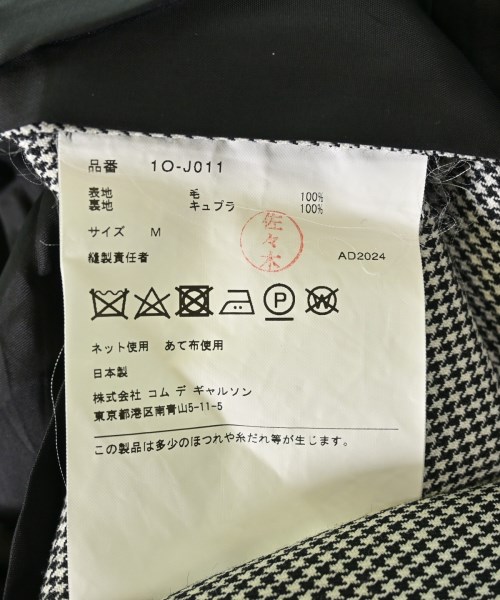 品番 1O-J011
表地 毛 100%
裏地 キュプラ 100%
サイズ M
佐々木
縫製責任者 AD2024
P
W
ネット使用 あて布使用
日本製
株式会社 コム デ ギャルソン
東京都港区南青山5-11-5
この製品は多少のほつれや糸だれ等が生じます。